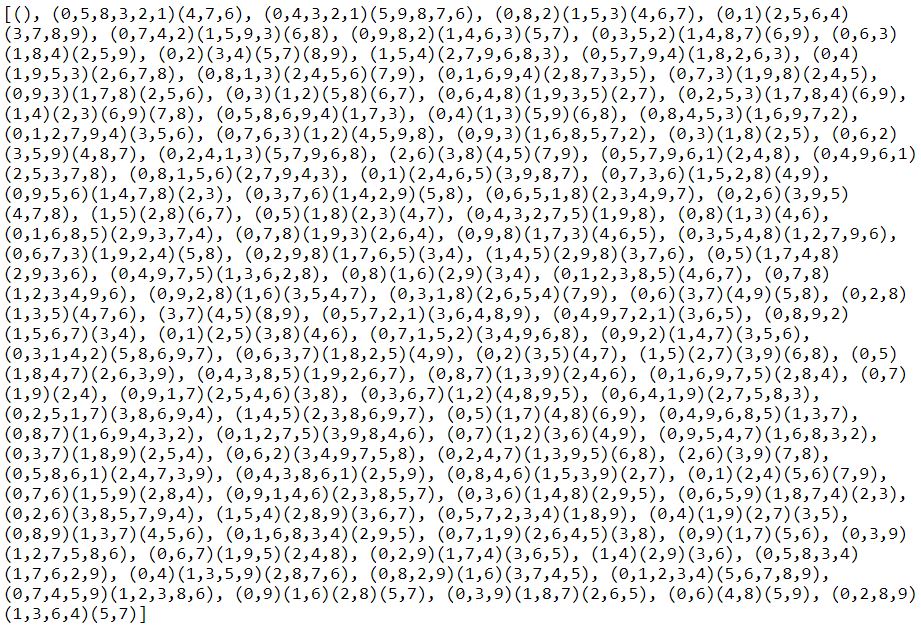 [(), (0,5,8,3,2,1)(4,7,6), (0,4,3,2,1)(5,9,8,7,6), (0,8,2)(1,5,3)(4,6,7), (0,1)(2,5,6,4)
(3,7,8,9), (0,7,4,2)(1,5,9,3)(6,8), (0,9,8,2)(1,4,6,3)(5,7), (0,3,5,2)(1,4,8,7)(6,9), (0,6,3)
(1,8,4)(2,5,9), (0,2)(3,4)(5,7)(8,9), (1,5,4)(2,7,9,6,8,3), (0,5,7,9,4)(1,8,2,6,3), (0,4)
(1,9,5,3)(2,6,7,8), (0,8,1,3)(2,4,5,6)(7,9), (0,1,6,9,4)(2,8,7,3,5), (0,7,3)(1,9,8)(2,4,5),
(0,9,3)(1,7,8)(2,5,6), (0,3)(1,2)(5,8)(6,7), (0,6,4,8)(1,9,3,5)(2,7), (0,2,5,3)(1,7,8,4)(6,9),
(1,4)(2,3)(6,9)(7,8), (0,5,8,6,9,4)(1,7,3), (0,4)(1,3)(5,9)(6,8), (0,8,4,5,3)(1,6,9,7,2),
(0,1,2,7,9,4)(3,5,6), (0,7,6,3)(1,2)(4,5,9,8), (0,9,3)(1,6,8,5,7,2), (0,3)(1,8)(2,5), (0,6,2)
(3,5,9)(4,8,7), (0,2,4,1,3)(5,7,9,6,8), (2,6)(3,8)(4,5)(7,9), (0,5,7,9,6,1)(2,4,8), (0,4,9,6,1)
(2,5,3,7,8), (0,8,1,5,6)(2,7,9,4,3), (0,1)(2,4,6,5)(3,9,8,7), (0,7,3,6)(1,5,2,8)(4,9),
(0,9,5,6)(1,4,7,8)(2,3), (0,3,7,6)(1,4,2,9)(5,8), (0,6,5,1,8)(2,3,4,9,7), (0,2,6)(3,9,5)
(4,7,8), (1,5)(2,8)(6,7), (0,5)(1,8)(2,3)(4,7), (0,4,3,2,7,5)(1,9,8), (0,8)(1,3)(4,6),
(0,1,6,8,5)(2,9,3,7,4), (0,7,8)(1,9,3)(2,6,4), (0,9,8)(1,7,3)(4,6,5), (0,3,5,4,8)(1,2,7,9,6),
(0,6,7,3)(1,9,2,4)(5,8), (0,2,9,8)(1,7,6,5)(3,4), (1,4,5)(2,9,8)(3,7,6), (0,5)(1,7,4,8)
(2,9,3,6), (0,4,9,7,5)(1,3,6,2,8), (0,8)(1,6)(2,9)(3,4), (0,1,2,3,8,5)(4,6,7), (0,7,8)
(1,2,3,4,9,6), (0,9,2,8)(1,6)(3,5,4,7), (0,3,1,8)(2,6,5,4)(7,9), (0,6)(3,7)(4,9)(5,8), (0,2,8)
(1,3,5)(4,7,6), (3,7)(4,5)(8,9), (0,5,7,2,1)(3,6,4,8,9), (0,4,9,7,2,1)(3,6,5), (0,8,9,2)
(1,5,6,7)(3,4), (0,1)(2,5)(3,8)(4,6), (0,7,1,5,2)(3,4,9,6,8), (0,9,2)(1,4,7)(3,5,6),
(0,3,1,4,2)(5,8,6,9,7), (0,6,3,7)(1,8,2,5)(4,9), (0,2)(3,5)(4,7), (1,5)(2,7)(3,9)(6,8), (0,5)
(1,8,4,7)(2,6,3,9), (0,4,3,8,5)(1,9,2,6,7), (0,8,7)(1,3,9)(2,4,6), (0,1,6,9,7,5)(2,8,4), (0,7)
(1,9)(2,4), (0,9,1,7)(2,5,4,6)(3,8), (0,3,6,7)(1,2)(4,8,9,5), (0,6,4,1,9)(2,7,5,8,3),
(0,2,5,1,7)(3,8,6,9,4), (1,4,5)(2,3,8,6,9,7), (0,5)(1,7)(4,8)(6,9), (0,4,9,6,8,5)(1,3,7),
(0,8,7)(1,6,9,4,3,2), (0,1,2,7,5)(3,9,8,4,6), (0,7)(1,2)(3,6)(4,9), (0,9,5,4,7)(1,6,8,3,2),
(0,3,7)(1,8,9)(2,5,4), (0,6,2)(3,4,9,7,5,8), (0,2,4,7)(1,3,9,5)(6,8), (2,6)(3,9)(7,8),
(0,5,8,6,1)(2,4,7,3,9), (0,4,3,8,6,1)(2,5,9), (0,8,4,6)(1,5,3,9)(2,7), (0,1)(2,4)(5,6)(7,9),
(0,7,6)(1,5,9)(2,8,4), (0,9,1,4,6)(2,3,8,5,7), (0,3,6)(1,4,8)(2,9,5), (0,6,5,9)(1,8,7,4)(2,3),
(0,2,6)(3,8,5,7,9,4), (1,5,4)(2,8,9)(3,6,7), (0,5,7,2,3,4)(1,8,9), (0,4)(1,9)(2,7)(3,5),
(0,8,9)(1,3,7)(4,5,6), (0,1,6,8,3,4)(2,9,5), (0,7,1,9)(2,6,4,5)(3,8), (0,9)(1,7)(5,6), (0,3,9)
(1,2,7,5,8,6), (0,6,7)(1,9,5)(2,4,8), (0,2,9)(1,7,4)(3,6,5), (1,4)(2,9)(3,6), (0,5,8,3,4)
(1,7,6,2,9), (0,4)(1,3,5,9)(2,8,7,6), (0,8,2,9)(1,6)(3,7,4,5), (0,1,2,3,4)(5,6,7,8,9),
(0,7,4,5,9)(1,2,3,8,6), (0,9)(1,6)(2,8)(5,7), (0,3,9)(1,8,7)(2,6,5), (0,6)(4,8)(5,9), (0,2,8,9)
(1,3,6,4)(5,7)]